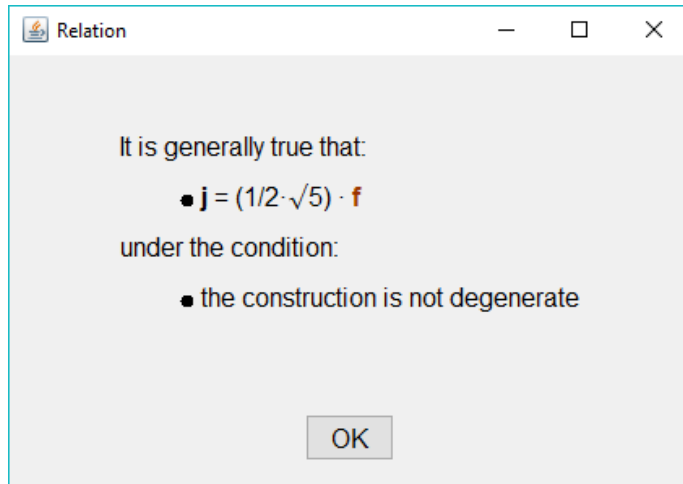 Relation
It is generally true that:
● j = (1/2·√5) · f
under the condition:
● the construction is not degenerate
OK